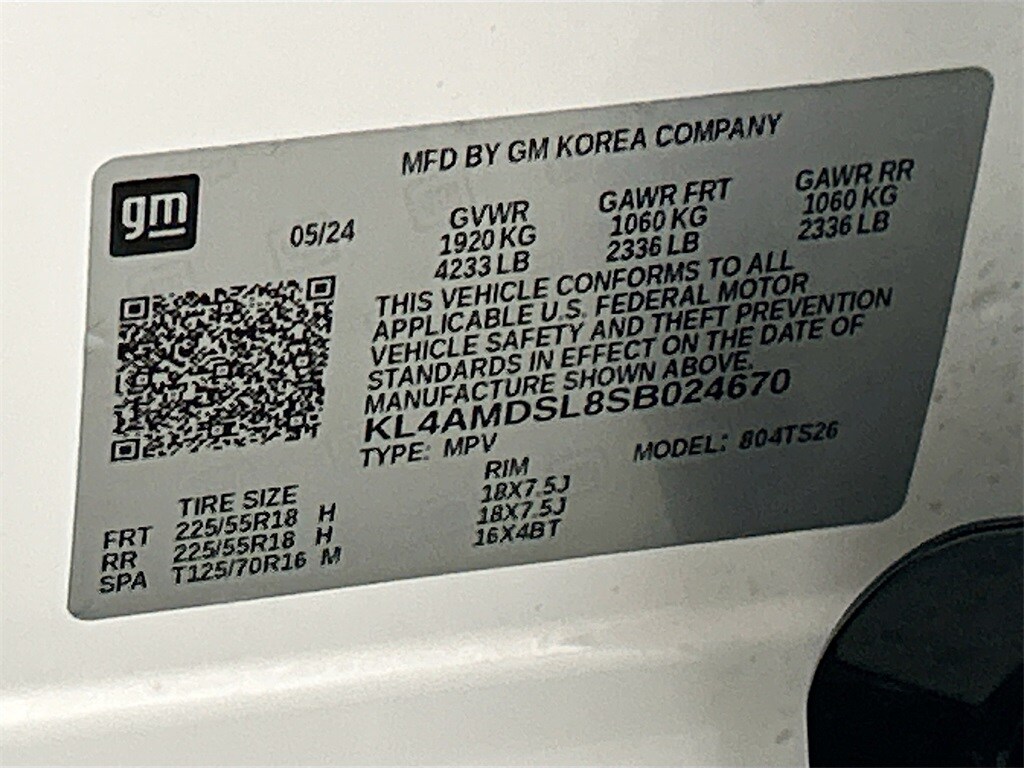 gm
MFD BY GM KOREA COMPANY
05/24
GVWR GAWR FRT GAWR RR
1920 KG 1060 KG 1060 KG
4233 LB 2336 LB 2336 LB
THIS VEHICLE CONFORMS TO ALL
APPLICABLE U.S. FEDERAL MOTOR
VEHICLE SAFETY AND THEFT PREVENTION
STANDARDS IN EFFECT ON THE DATE OF
MANUFACTURE SHOWN ABOVE.
KL4AMDSL8SB024670
TYPE: MPV MODEL: 804TS26
TIRE SIZE RIM
FRT 225/55R18 H 18X7.5J
RR 225/55R18 H 18X7.5J
SPA T125/70R16 M 16X4BT